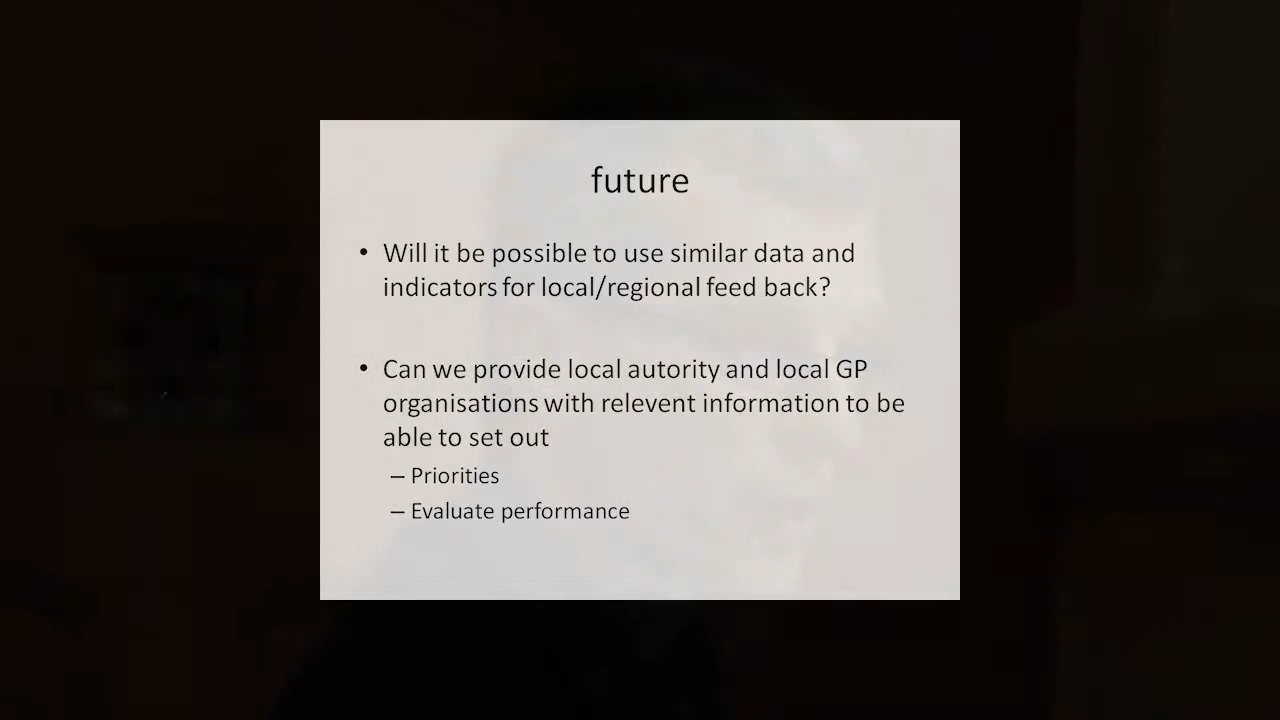 future
• Will it be possible to use similar data and
indicators for local/regional feed back?
• Can we provide local autority and local GP
organisations with relevent information to be
able to set out
– Priorities
– Evaluate performance